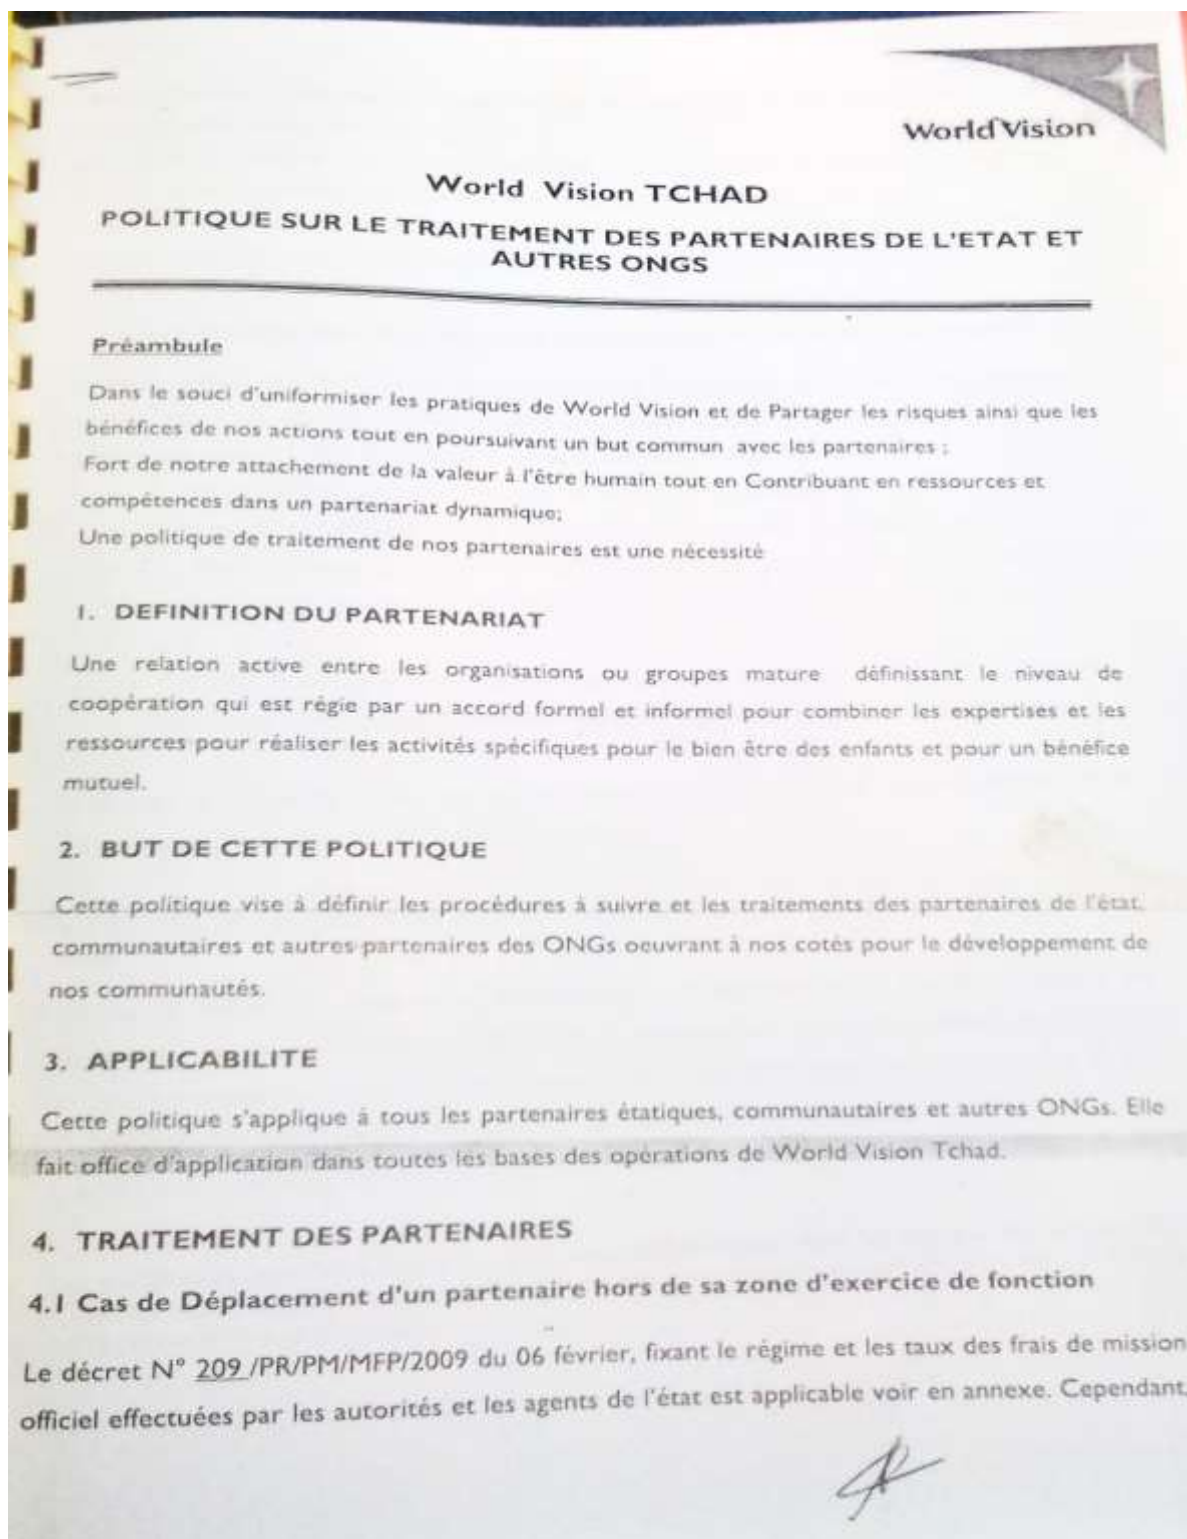 World Vision
World Vision TCHAD
POLITIQUE SUR LE TRAITEMENT DES PARTENAIRES DE L'ETAT ET
AUTRES ONGS
Préambule
Dans le souci d'uniformiser les pratiques de World Vision et de Partager les risques ainsi que les
bénéfices de nos actions tout en poursuivant un but commun avec les partenaires ;
Fort de notre attachement de la valeur à l'être humain tout en Contribuant en ressources et
compétences dans un partenariat dynamique;
Une politique de traitement de nos partenaires est une nécessité
1. DEFINITION DU PARTENARIAT
Une relation active entre les organisations ou groupes mature définissant le niveau de
coopération qui est régie par un accord formel et informel pour combiner les expertises et les
ressources pour réaliser les activités spécifiques pour le bien être des enfants et pour un bénéfice
mutuel.
2. BUT DE CETTE POLITIQUE
Cette politique vise à définir les procédures à suivre et les traitements des partenaires de l'état,
communautaires et autres partenaires des ONGs oeuvrant à nos cotés pour le développement de
nos communautés.
3. APPLICABILITE
Cette politique s'applique à tous les partenaires étatiques, communautaires et autres ONGs. Elle
fait office d'application dans toutes les bases des opérations de World Vision Tchad.
4. TRAITEMENT DES PARTENAIRES
4.1 Cas de Déplacement d'un partenaire hors de sa zone d'exercice de fonction
Le décret N° 209 /PR/PM/MFP/2009 du 06 février, fixant le régime et les taux des frais de mission
officiel effectuées par les autorités et les agents de l'état est applicable voir en annexe. Cependant,